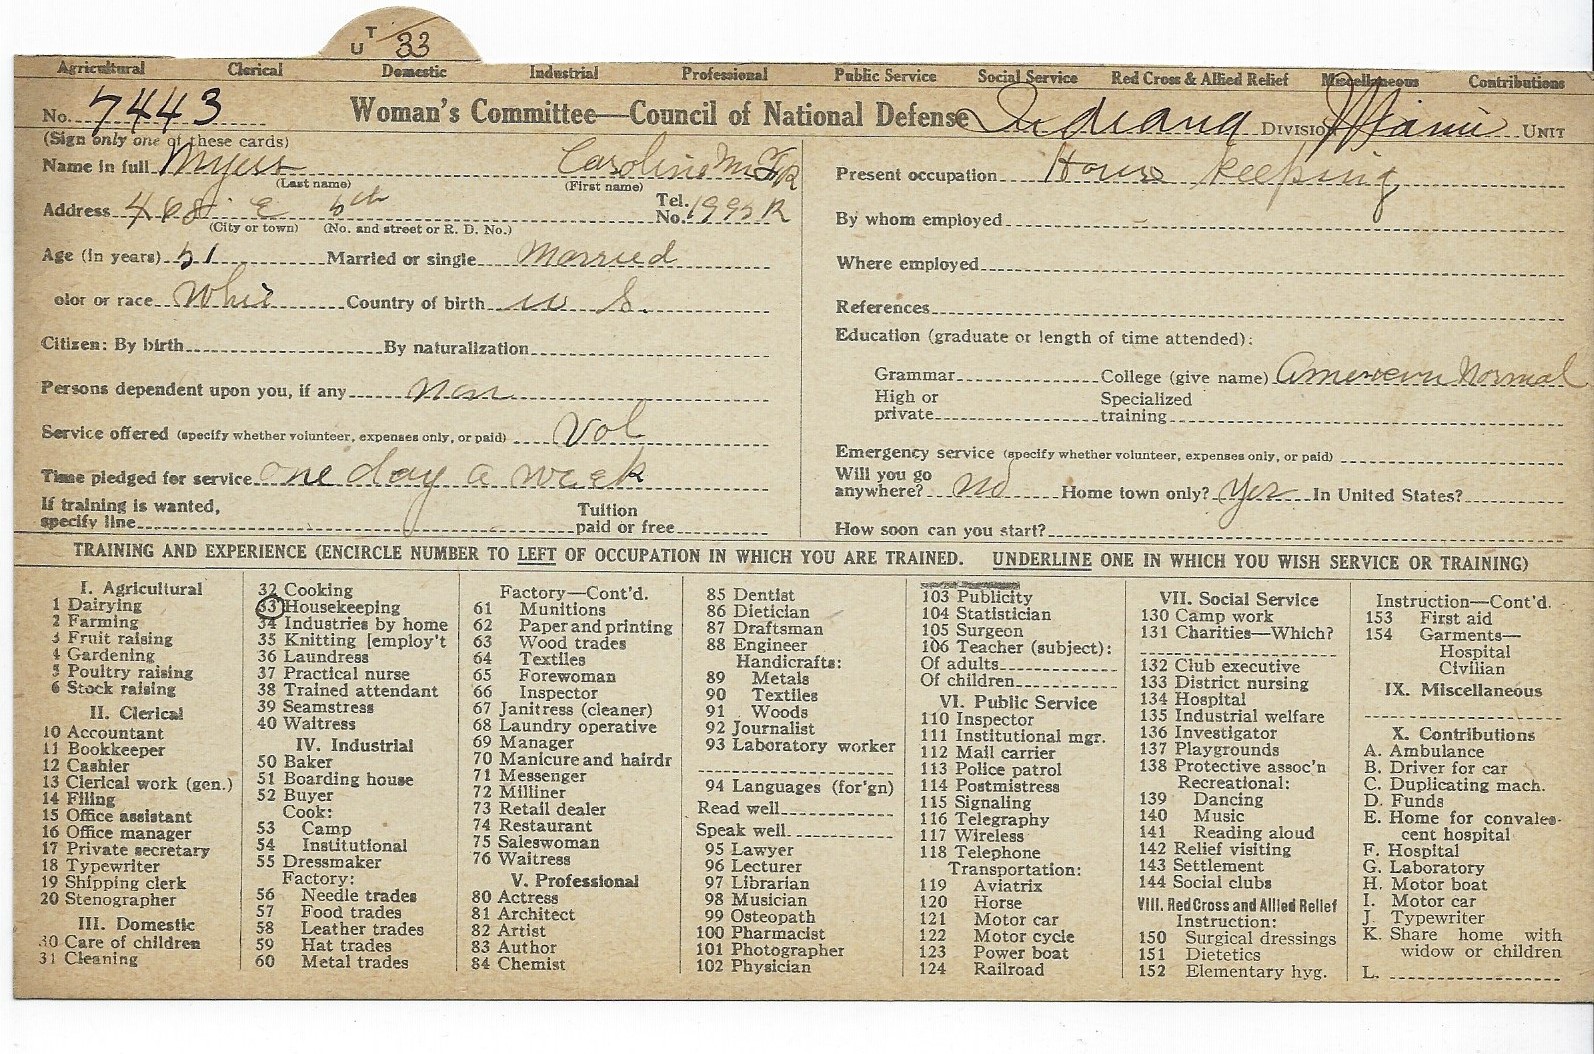 T
U 33
Agricultural Clerical Domestic Industrial Professional Public Service Social Service Red Cross & Allied Relief Miscellaneous Contributions
No. 7443 Woman's Committee—Council of National Defense Indiana DIVISION Miami UNIT
(Sign only one of these cards)
Name in full Myers Caroline
(Last name) (First name)
Address 408 E 6th Tel. No. 1995 R
(City or town) (No. and street or R. D. No.)
Age (in years) 51 Married or single Married
olor or race White Country of birth U S.
Citizen: By birth By naturalization
Persons dependent upon you, if any non
Service offered (specify whether volunteer, expenses only, or paid) Vol
Time pledged for service one day a week
If training is wanted, specify line Tuition paid or free
Present occupation House keeping
By whom employed –
Where employed
References
Education (graduate or length of time attended):
Grammar College (give name) American Normal
High or private Specialized training
Emergency service (specify whether volunteer, expenses only, or paid)
Will you go anywhere? no Home town only? Yes In United States?
How soon can you start?
TRAINING AND EXPERIENCE (ENCIRCLE NUMBER TO LEFT OF OCCUPATION IN WHICH YOU ARE TRAINED. UNDERLINE ONE IN WHICH YOU WISH SERVICE OR TRAINING)
I. Agricultural
1 Dairying
2 Farming
3 Fruit raising
4 Gardening
5 Poultry raising
6 Stock raising
II. Clerical
10 Accountant
11 Bookkeeper
12 Cashier
13 Clerical work (gen.)
14 Filing
15 Office assistant
16 Office manager
17 Private secretary
18 Typewriter
19 Shipping clerk
20 Stenographer
III. Domestic
30 Care of children
31 Cleaning
32 Cooking
33 Housekeeping
34 Industries by home
35 Knitting [employ't
36 Laundress
37 Practical nurse
38 Trained attendant
39 Seamstress
40 Waitress
IV. Industrial
50 Baker
51 Boarding house
52 Buyer
Cook:
53 Camp
54 Institutional
55 Dressmaker
Factory:
56 Needle trades
57 Food trades
58 Leather trades
59 Hat trades
60 Metal trades
Factory—Cont'd.
61 Munitions
62 Paper and printing
63 Wood trades
64 Textiles
65 Forewoman
66 Inspector
67 Janitress (cleaner)
68 Laundry operative
69 Manager
70 Manicure and hairdr
71 Messenger
72 Milliner
73 Retail dealer
74 Restaurant
75 Saleswoman
76 Waitress
V. Professional
80 Actress
81 Architect
82 Artist
83 Author
84 Chemist
85 Dentist
86 Dietician
87 Draftsman
88 Engineer
Handicrafts:
89 Metals
90 Textiles
91 Woods
92 Journalist
93 Laboratory worker
94 Languages (for'gn)
Read well
Speak well
95 Lawyer
96 Lecturer
97 Librarian
98 Musician
99 Osteopath
100 Pharmacist
101 Photographer
102 Physician
103 Publicity
104 Statistician
105 Surgeon
106 Teacher (subject):
Of adults
Of children
VI. Public Service
110 Inspector
111 Institutional mgr.
112 Mail carrier
113 Police patrol
114 Postmistress
115 Signaling
116 Telegraphy
117 Wireless
118 Telephone
Transportation:
119 Aviatrix
120 Horse
121 Motor car
122 Motor cycle
123 Power boat
124 Railroad
VII. Social Service
130 Camp work
131 Charities—Which?
132 Club executive
133 District nursing
134 Hospital
135 Industrial welfare
136 Investigator
137 Playgrounds
138 Protective assoc'n
Recreational:
139 Dancing
140 Music
141 Reading aloud
142 Relief visiting
143 Settlement
144 Social clubs
VIII. Red Cross and Allied Relief
Instruction:
150 Surgical dressings
151 Dietetics
152 Elementary hyg.
Instruction—Cont'd.
153 First aid
154 Garments—
Hospital
Civilian
IX. Miscellaneous
X. Contributions
A. Ambulance
B. Driver for car
C. Duplicating mach.
D. Funds
E. Home for convales-
cent hospital
F. Hospital
G. Laboratory
H. Motor boat
I. Motor car
J. Typewriter
K. Share home with
widow or children
L.